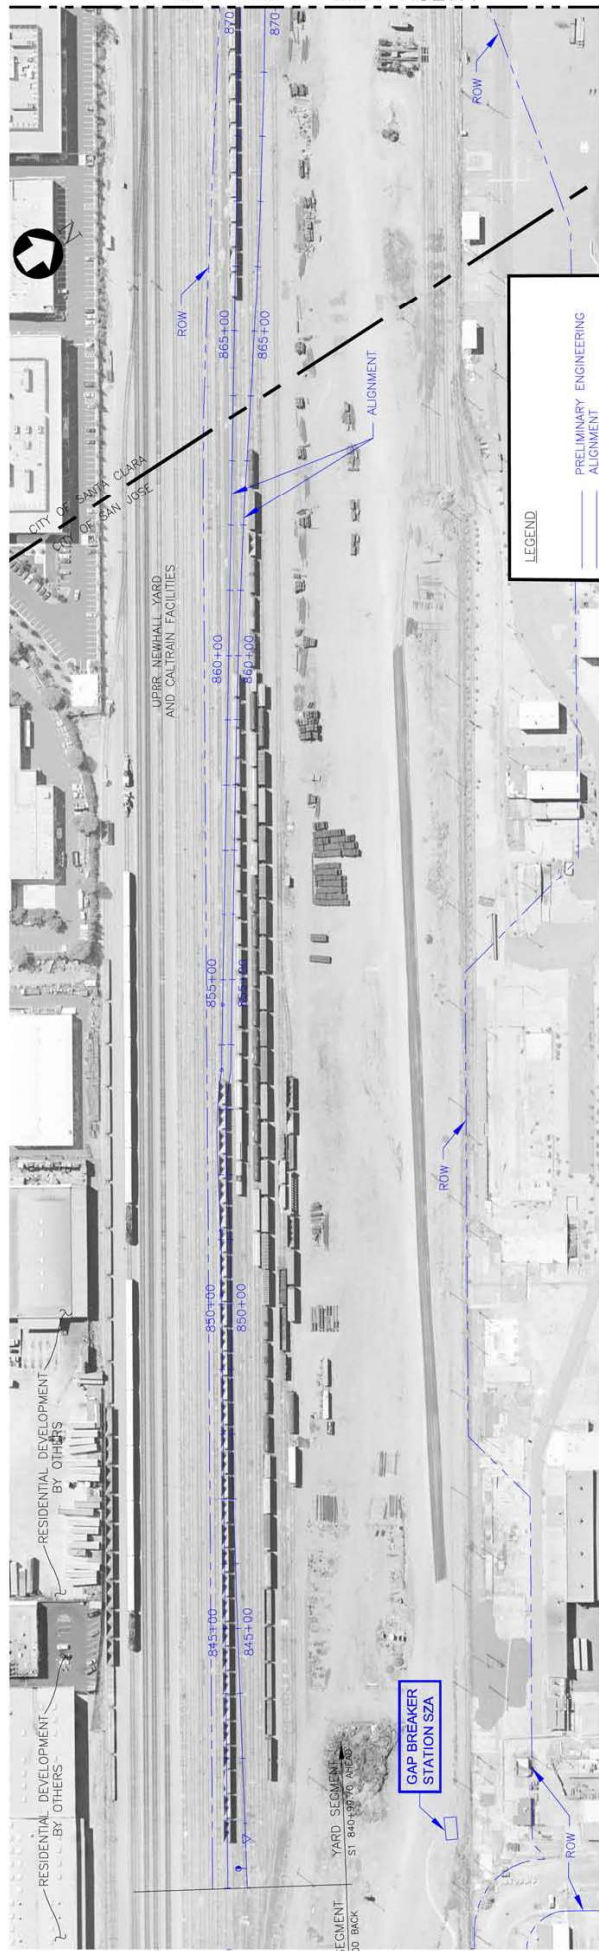 870
870
ROW
N
ROW
865+00
865+00
ALIGNMENT
CITY OF SANTA CLARA
CITY OF SAN JOSE
LEGEND
PRELIMINARY ENGINEERING
ALIGNMENT
UPRR NEWHALL YARD
AND CALTRAIN FACILITIES
860+00
860+00
855+00
855+00
ROW
850+00
850+00
RESIDENTIAL DEVELOPMENT
BY OTHERS
845+00
845+00
RESIDENTIAL DEVELOPMENT
BY OTHERS
GAP BREAKER
STATION SZA
YARD SEGMENT
SEGMENT
BACK
ROW